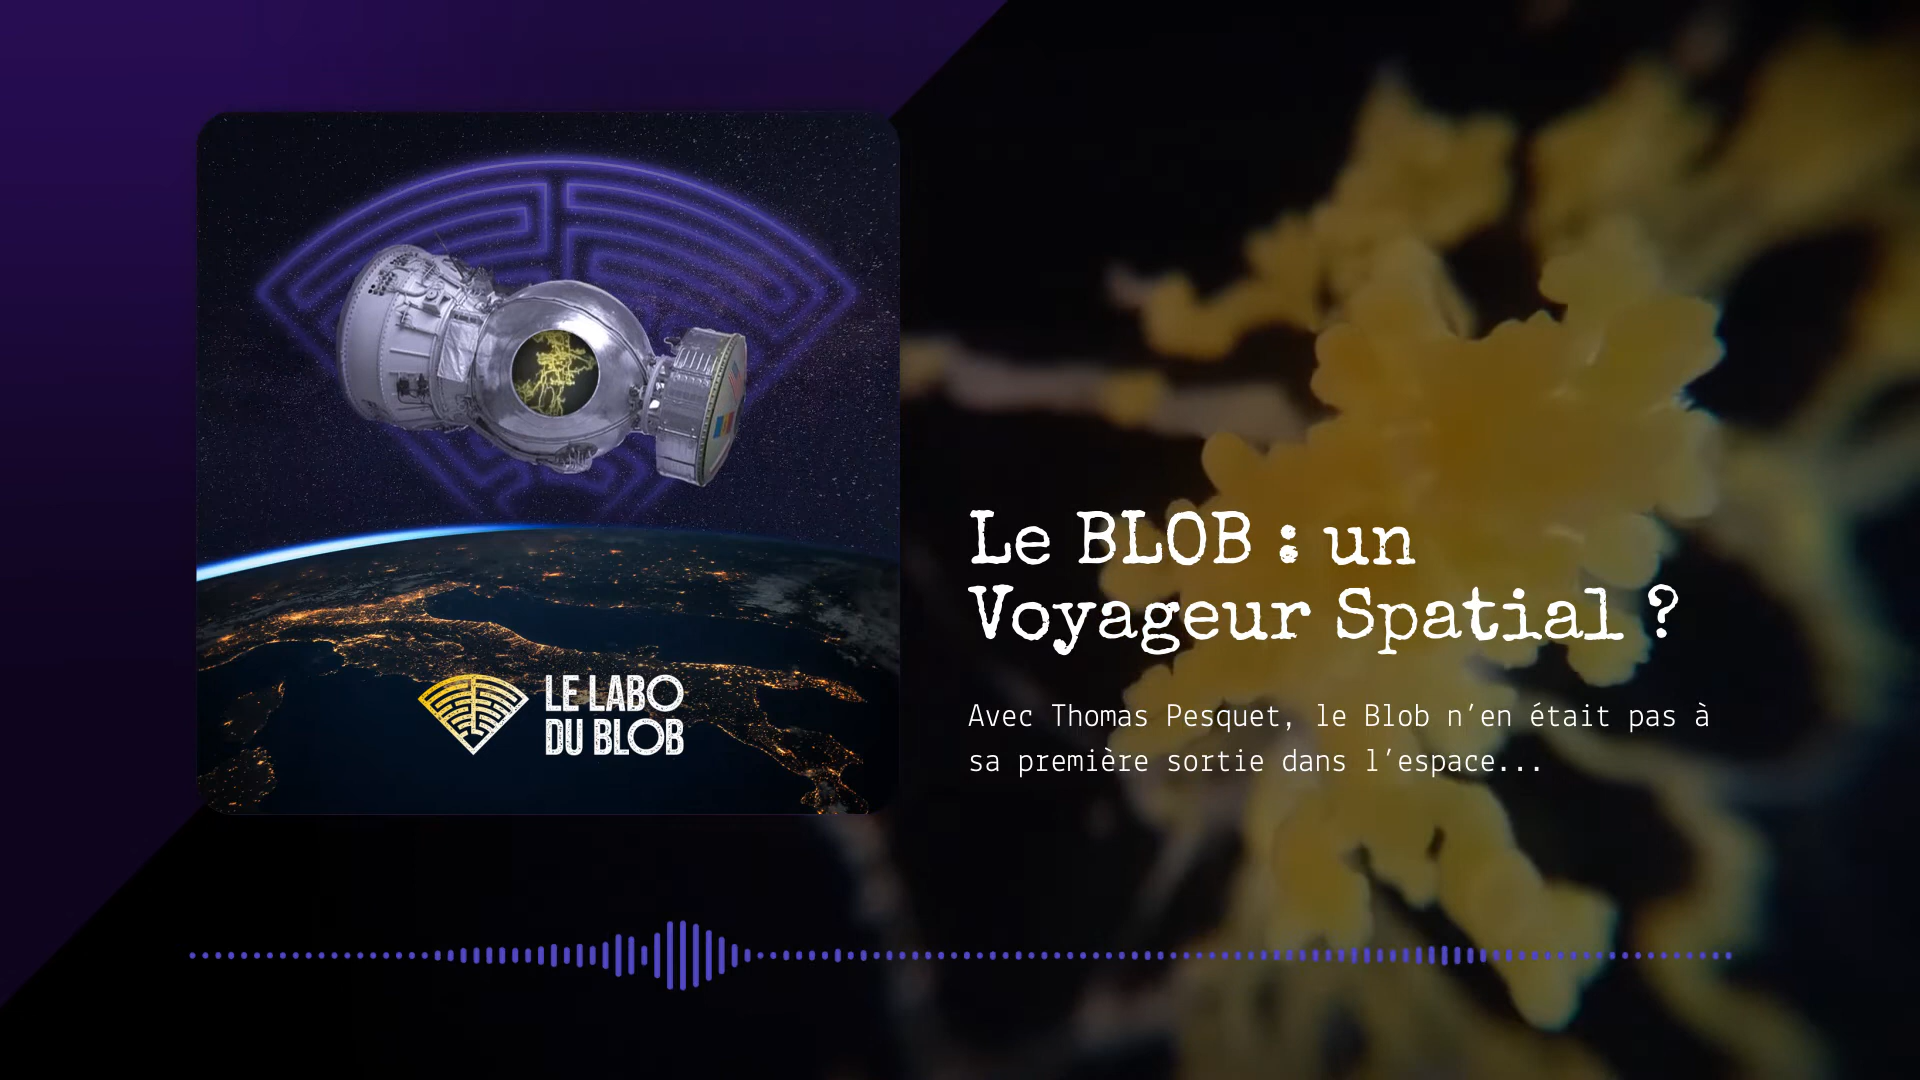 LE LABO
DU BLOB
Le BLOB : un
Voyageur Spatial ?
Avec Thomas Pesquet, le Blob n’en était pas à
sa première sortie dans l’espace...